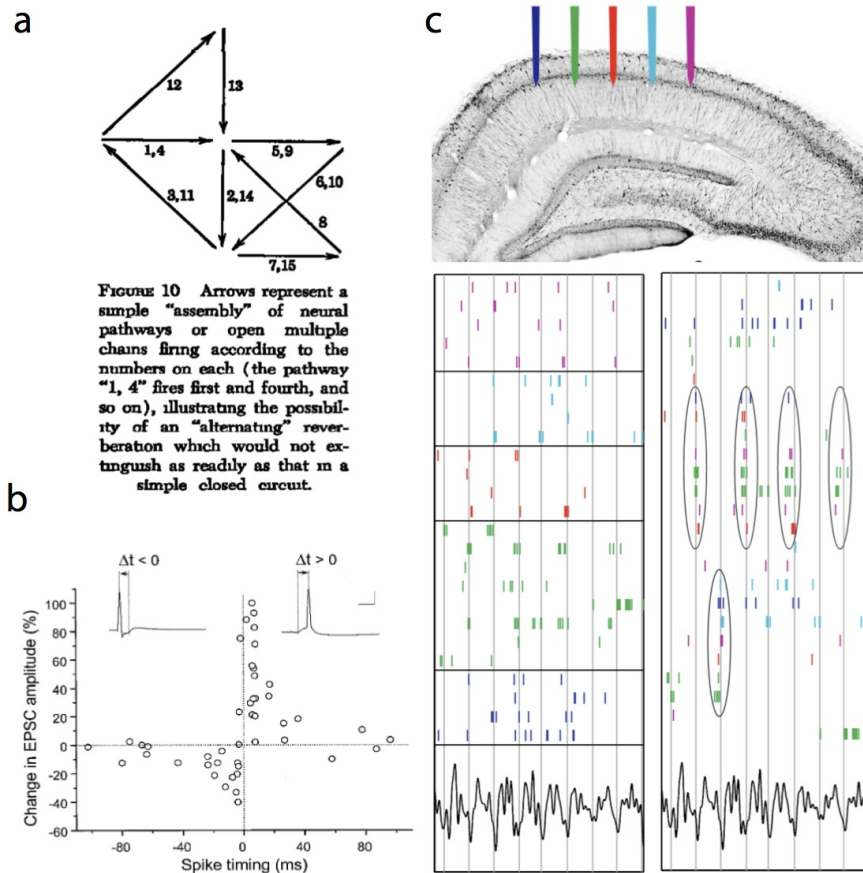 a
12
13
1,4
5,9
3,11
2,14
6,10
8
7,15
FIGURE 10 Arrows represent a
simple "assembly" of neural
pathways or open multiple
chains firing according to the
numbers on each (the pathway
"1, 4" fires first and fourth, and
so on), illustrating the possibil-
ity of an "alternating" rever-
beration which would not ex-
tinguish as readily as that in a
simple closed circuit.
b
Δt < 0
Δt > 0
Change in EPSC amplitude (%)
100
80
60
40
20
0
-20
-40
-60
-80
-40
0
40
80
Spike timing (ms)
c